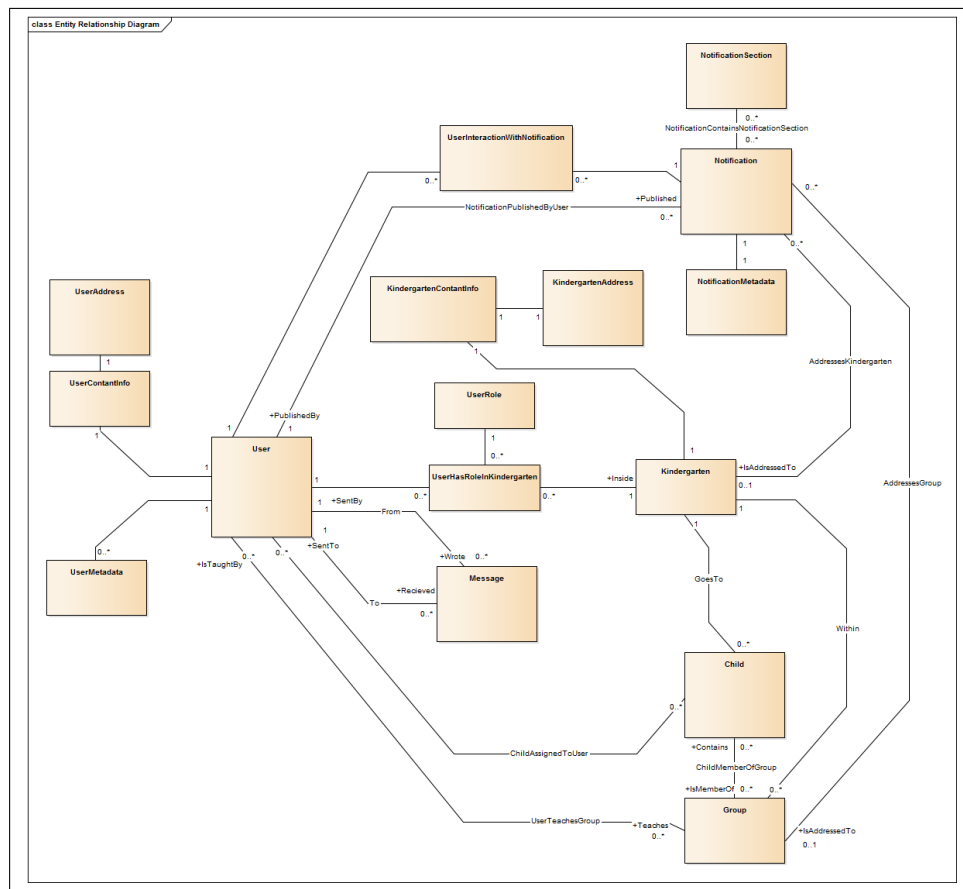 class Entity Relationship Diagram
NotificationSection
0..*
NotificationContainsNotificationSection
0..*
UserInteractionWithNotification
Notification
1
0..*
0..*
0..*
+Published
NotificationPublishedByUser
0..*
1
0..*
1
NotificationMetadata
KindergartenContantInfo
KindergartenAddress
UserAddress
1
1
1
1
AddressesKindergarten
UserContantInfo
UserRole
+PublishedBy
1
1
1
1
0..*
User
Kindergarten
1
UserHasRoleInKindergarten
1
+IsAddressedTo
1
0..*
0..*
+Inside
1
0..1
AddressesGroup
1
1
+SentBy
From
1
1
1
+SentTo
0..*
0..*
0..*
+IsTaughtBy
+Wrote
0..*
UserMetadata
Message
GoesTo
+Recieved
To
0..*
Within
0..*
Child
0..*
ChildAssignedToUser
+Contains
0..*
ChildMemberOfGroup
+IsMemberOf
0..*
0..*
Group
UserTeachesGroup
+Teaches
0..*
+IsAddressedTo
0..1